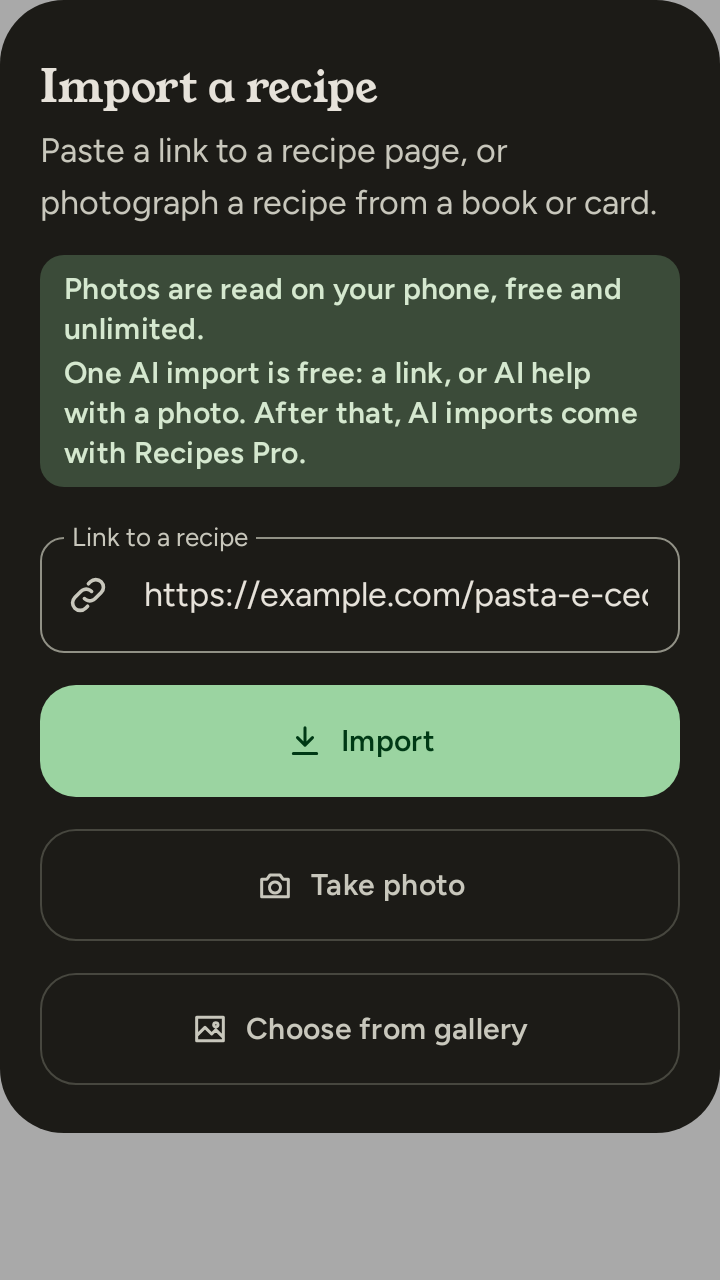 Import a recipe
Paste a link to a recipe page, or
photograph a recipe from a book or card.
Photos are read on your phone, free and
unlimited.
One AI import is free: a link, or AI help
with a photo. After that, AI imports come
with Recipes Pro.
Link to a recipe
https://example.com/pasta-e-cec
Import
Take photo
Choose from gallery